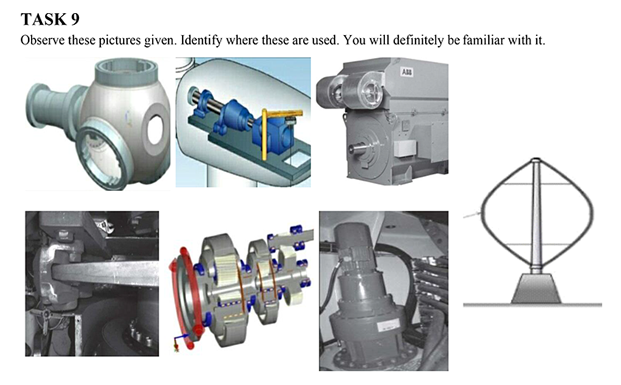 TASK 9
Observe these pictures given. Identify where these are used. You will definitely be familiar with it.
ABB